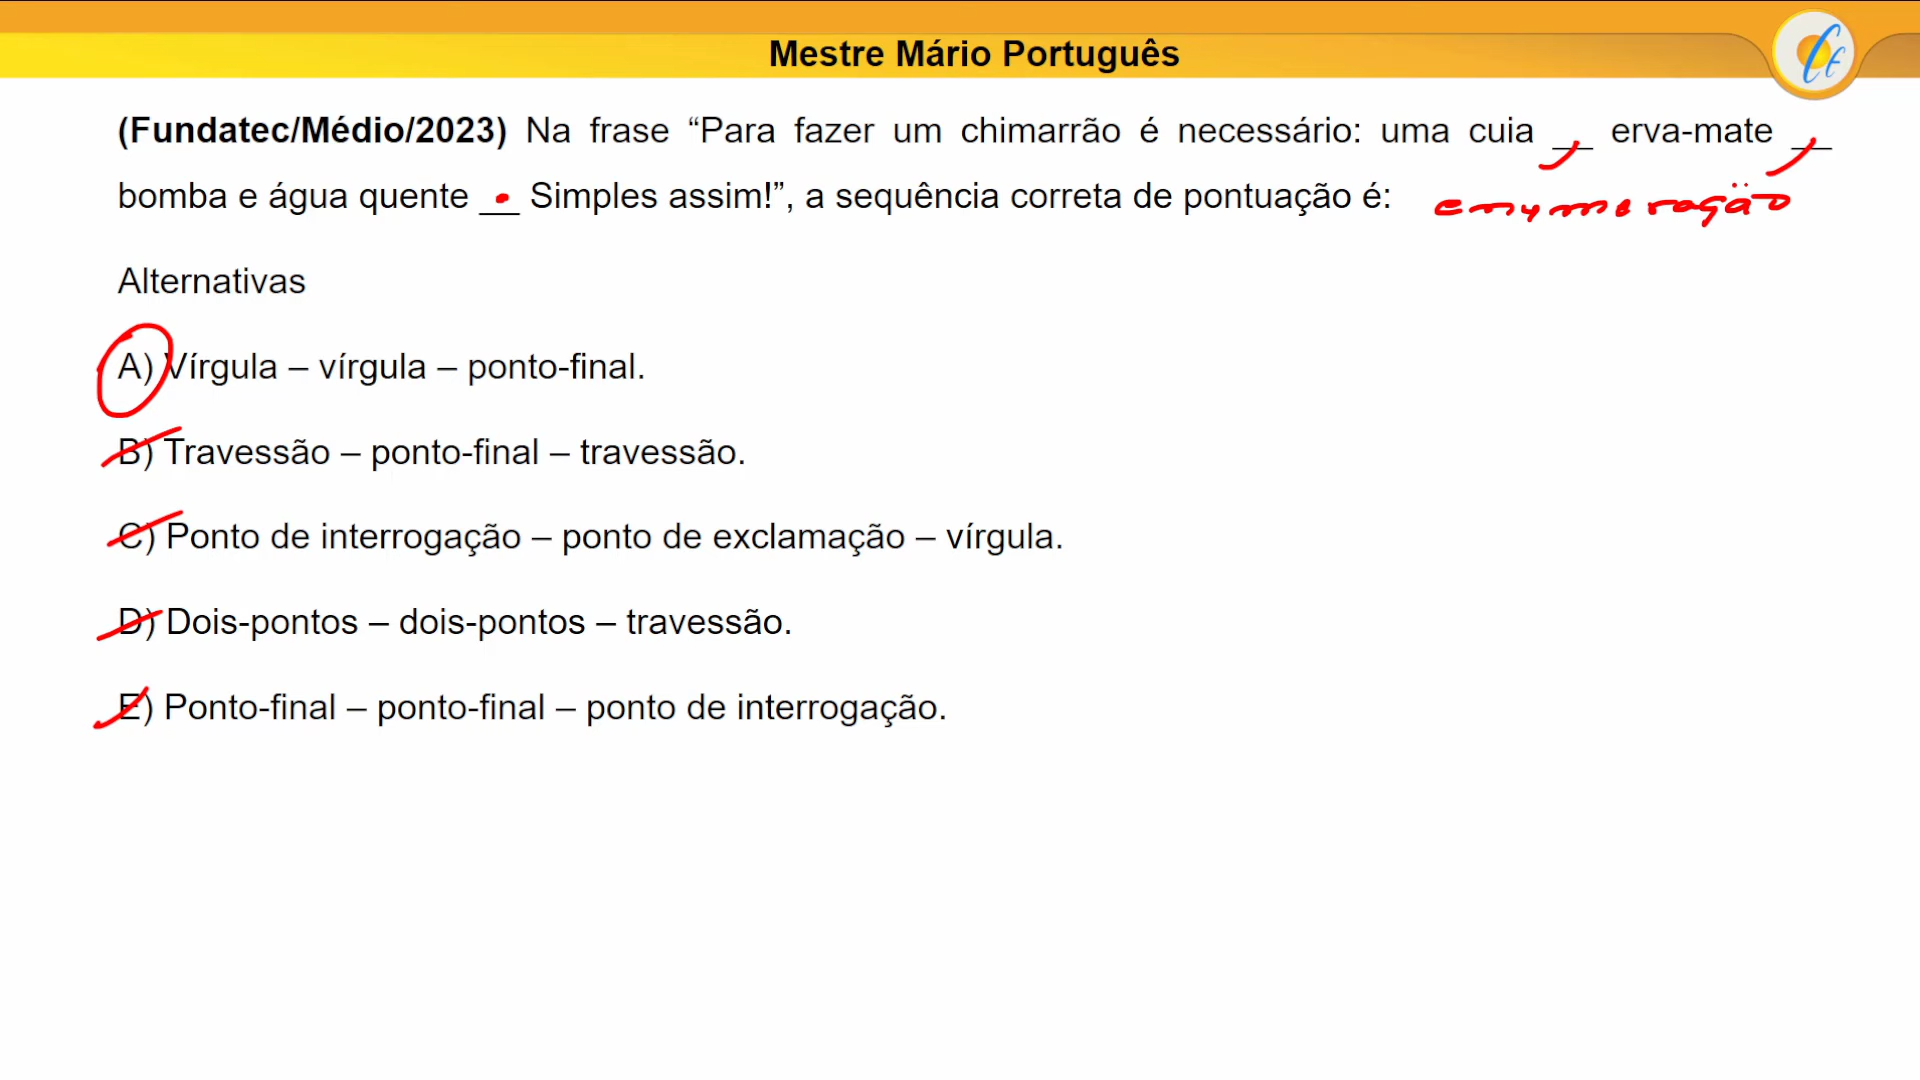 Mestre Mário Português
CE
(Fundatec/Médio/2023) Na frase “Para fazer um chimarrão é necessário: uma cuia __, erva-mate __,
bomba e água quente __. Simples assim!”, a sequência correta de pontuação é: enumeração
Alternativas
A) Vírgula – vírgula – ponto-final.
B) Travessão – ponto-final – travessão.
C) Ponto de interrogação – ponto de exclamação – vírgula.
D) Dois-pontos – dois-pontos – travessão.
E) Ponto-final – ponto-final – ponto de interrogação.